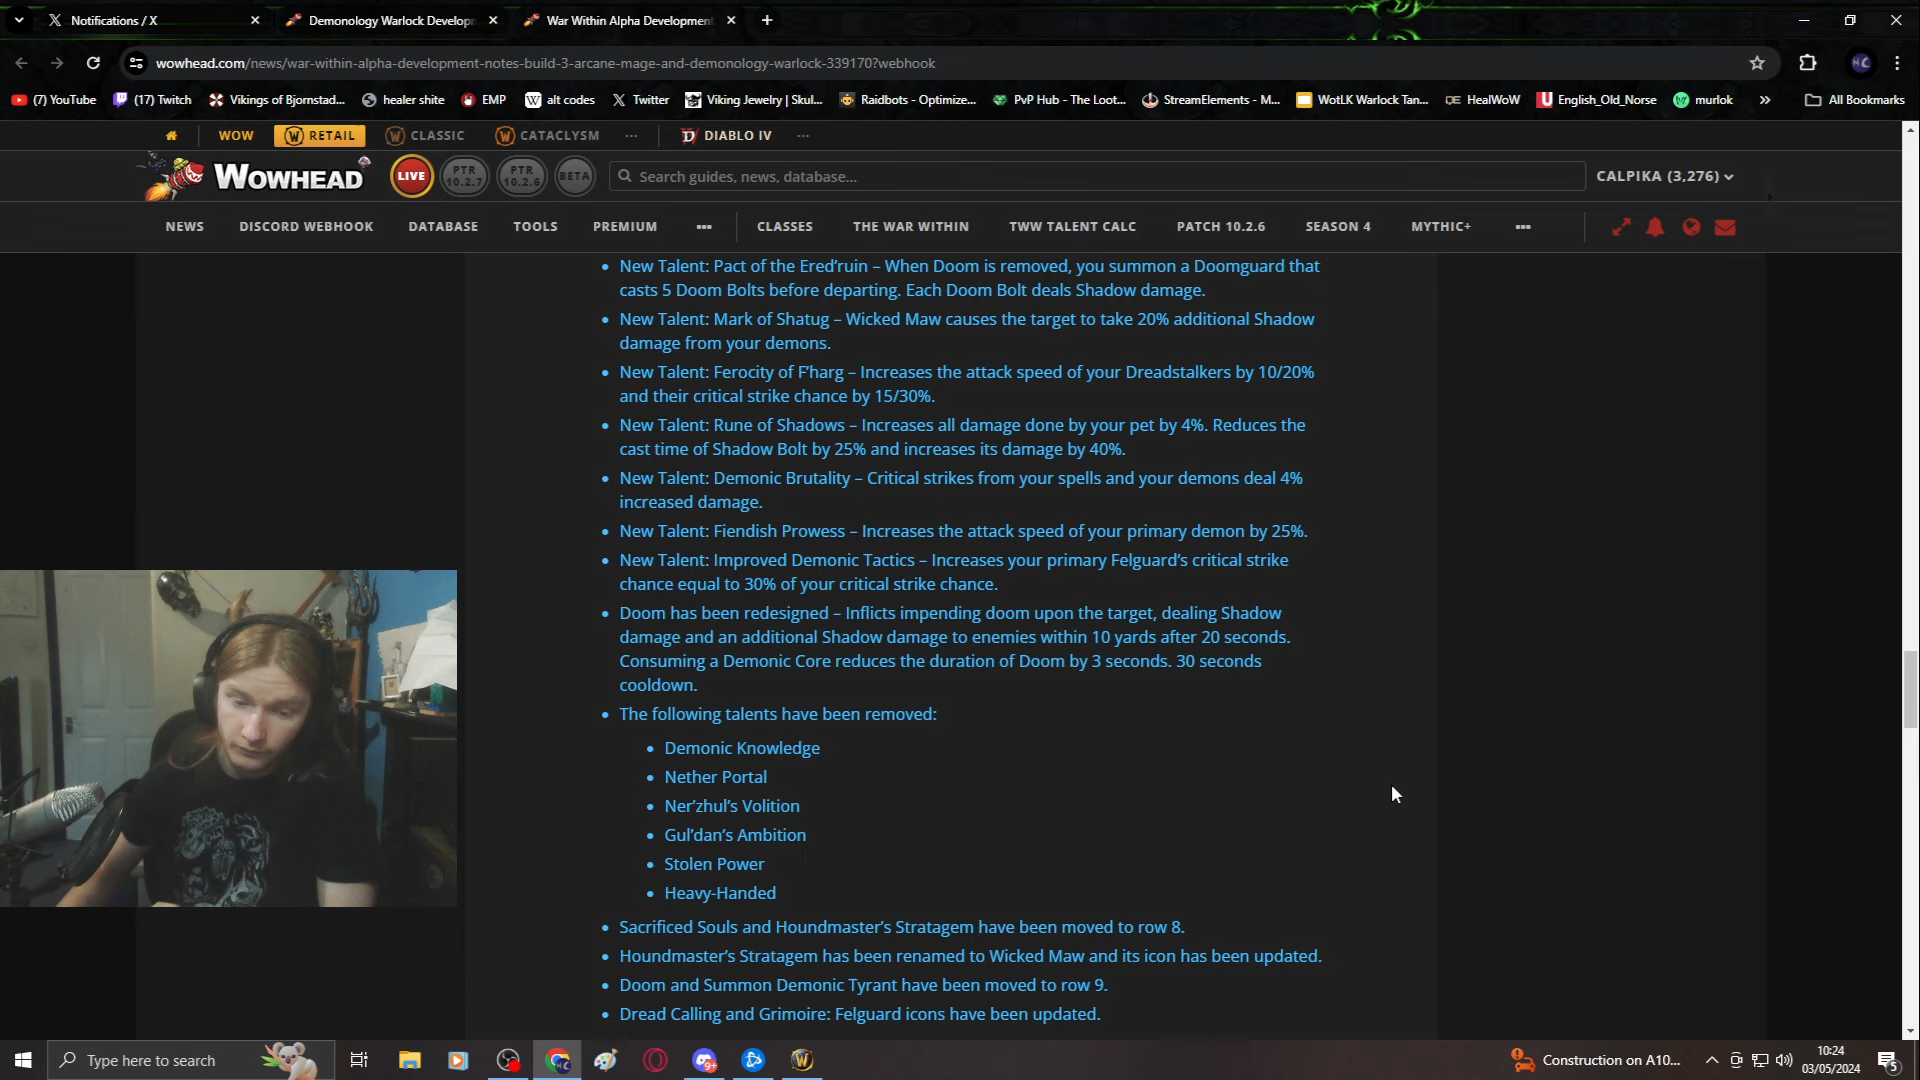 Notifications / X
Demonology Warlock Develop
War Within Alpha Development
wowhead.com/news/war-within-alpha-development-notes-build-3-arcane-mage-and-demonology-warlock-339170?webhook
HC
(7) YouTube
(17) Twitch
Vikings of Bjornstad...
healer shite
EMP
alt codes
Twitter
Viking Jewelry | Skul...
Raidbots - Optimize...
PvP Hub - The Loot...
StreamElements - M...
WotLK Warlock Tan...
HealWoW
English_Old_Norse
murlok
All Bookmarks
WOW
RETAIL
CLASSIC
CATACLYSM
DIABLO IV
WOWHEAD
LIVE
PTR 10.2.7
PTR 10.2.6
BETA
Search guides, news, database...
CALPIKA (3,276)
NEWS
DISCORD WEBHOOK
DATABASE
TOOLS
PREMIUM
CLASSES
THE WAR WITHIN
TWW TALENT CALC
PATCH 10.2.6
SEASON 4
MYTHIC+
New Talent: Pact of the Ered’ruin – When Doom is removed, you summon a Doomguard that
casts 5 Doom Bolts before departing. Each Doom Bolt deals Shadow damage.
New Talent: Mark of Shatug – Wicked Maw causes the target to take 20% additional Shadow
damage from your demons.
New Talent: Ferocity of F’harg – Increases the attack speed of your Dreadstalkers by 10/20%
and their critical strike chance by 15/30%.
New Talent: Rune of Shadows – Increases all damage done by your pet by 4%. Reduces the
cast time of Shadow Bolt by 25% and increases its damage by 40%.
New Talent: Demonic Brutality – Critical strikes from your spells and your demons deal 4%
increased damage.
New Talent: Fiendish Prowess – Increases the attack speed of your primary demon by 25%.
New Talent: Improved Demonic Tactics – Increases your primary Felguard’s critical strike
chance equal to 30% of your critical strike chance.
Doom has been redesigned – Inflicts impending doom upon the target, dealing Shadow
damage and an additional Shadow damage to enemies within 10 yards after 20 seconds.
Consuming a Demonic Core reduces the duration of Doom by 3 seconds. 30 seconds
cooldown.
The following talents have been removed:
Demonic Knowledge
Nether Portal
Ner’zhul’s Volition
Gul’dan’s Ambition
Stolen Power
Heavy-Handed
Sacrificed Souls and Houndmaster’s Stratagem have been moved to row 8.
Houndmaster’s Stratagem has been renamed to Wicked Maw and its icon has been updated.
Doom and Summon Demonic Tyrant have been moved to row 9.
Dread Calling and Grimoire: Felguard icons have been updated.
Type here to search
Construction on A10...
10:24
03/05/2024
5